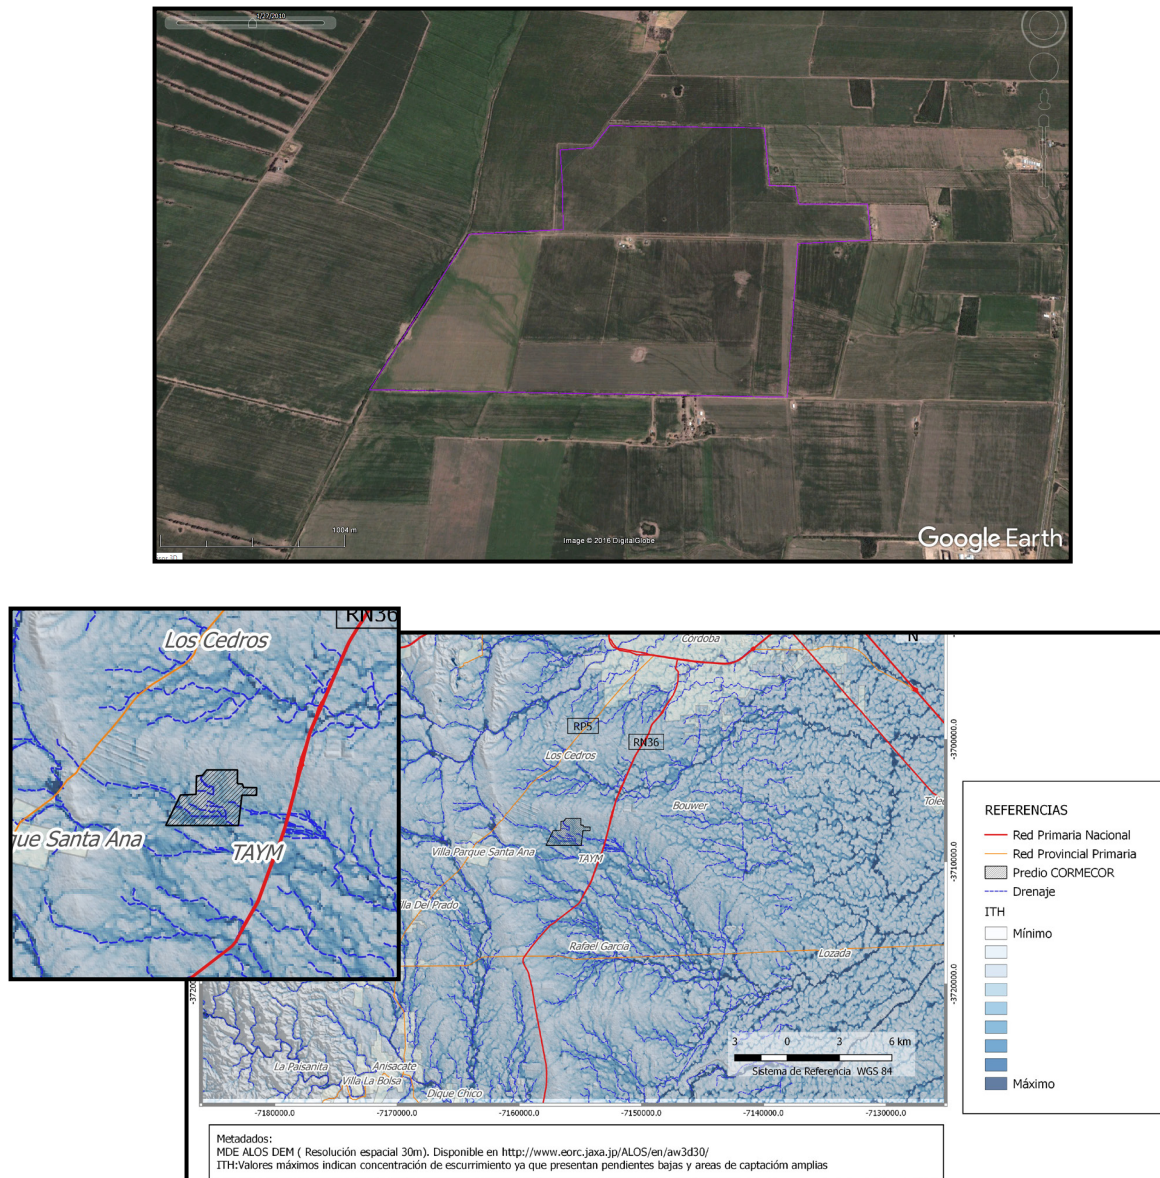 1/27/2010
1004 m
Image © 2016 DigitalGlobe
Google Earth
RN36
Los Cedros
que Santa Ana
TAYM
Cordoba
N
RP5
RN36
Los Cedros
Bouwer
Tole
Villa Parque Santa Ana
TAYM
lla Del Prado
Rafael Garcia
Lozada
La Paisanita
Anisacate
Villa La Bolsa
Dique Chico
3 0 3 6 km
Sistema de Referencia WGS 84
-3700000.0
-3710000.0
-3720000.0
-3720
-7180000.0 -7170000.0 -7160000.0 -7150000.0 -7140000.0 -7130000.0
REFERENCIAS
Red Primaria Nacional
Red Provincial Primaria
Predio CORMECOR
Drenaje
ITH
Mínimo
Máximo
Metadados:
MDE ALOS DEM ( Resolución espacial 30m). Disponible en http://www.eorc.jaxa.jp/ALOS/en/aw3d30/
ITH:Valores máximos indican concentración de escurrimiento ya que presentan pendientes bajas y areas de captación amplias